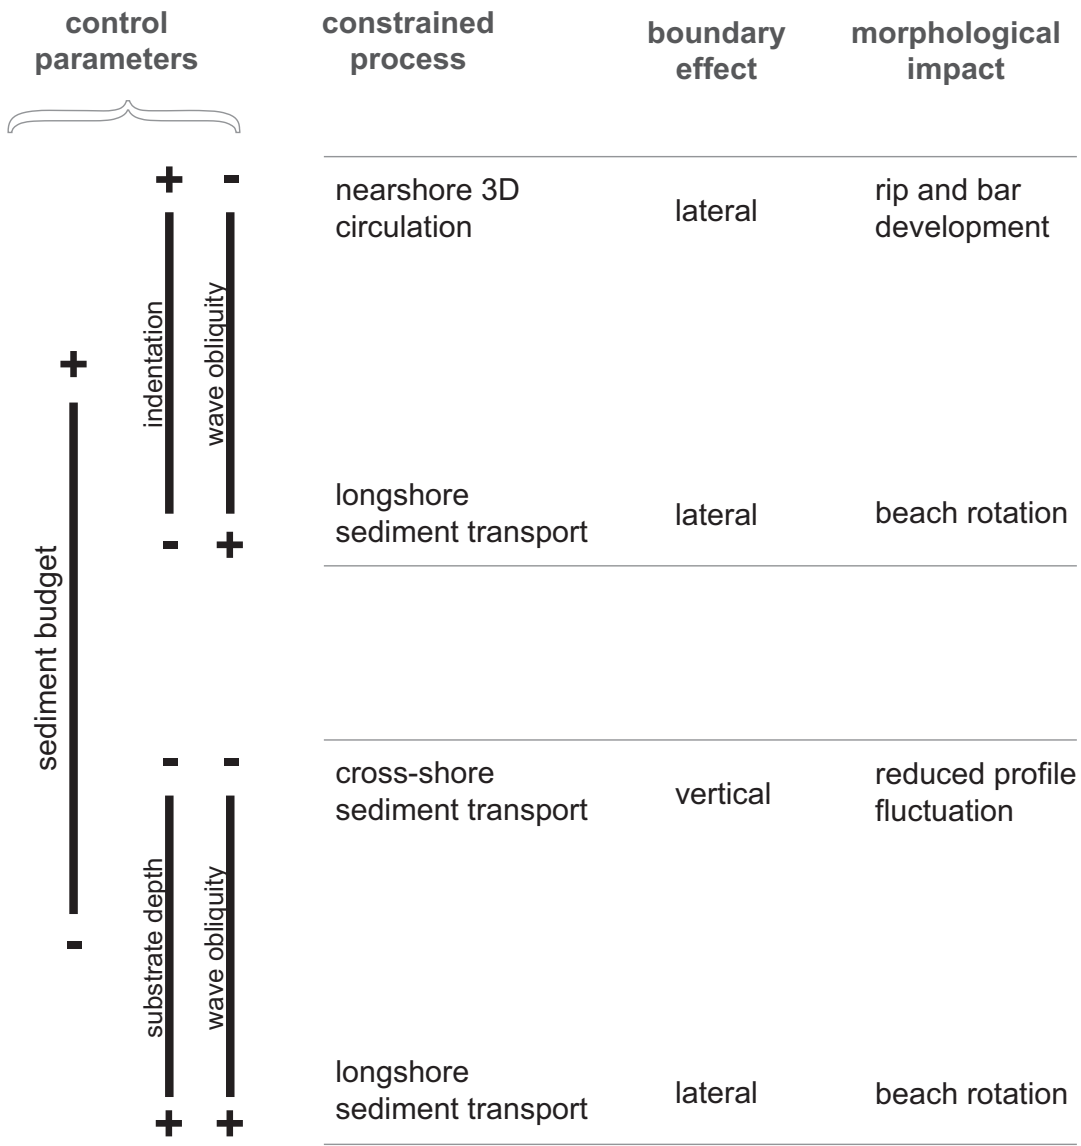 control
parameters
constrained
process
boundary
effect
morphological
impact
+ -
nearshore 3D
circulation
lateral
rip and bar
development
indentation
wave obliquity
+
longshore
sediment transport
lateral
beach rotation
- +
sediment budget
- -
cross-shore
sediment transport
vertical
reduced profile
fluctuation
substrate depth
wave obliquity
-
longshore
sediment transport
lateral
beach rotation
+ +